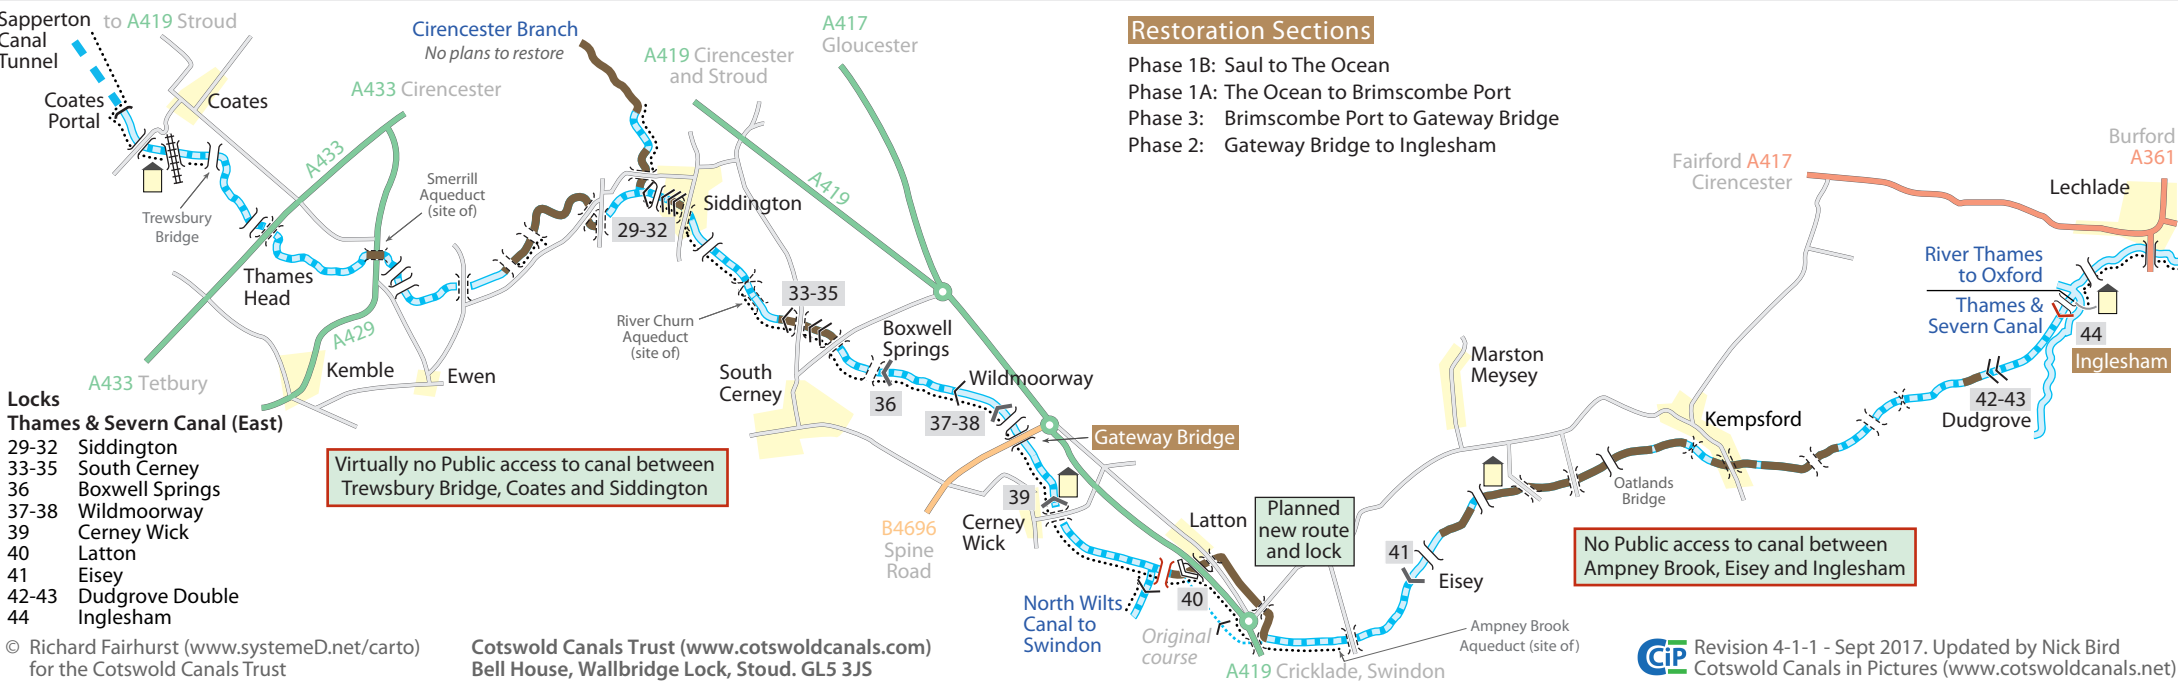 Sapperton
Canal
Tunnel
to A419 Stroud
Coates
Portal
Coates
A433 Cirencester
A433
Trewsbury
Bridge
Smerrill
Aqueduct
(site of)
Thames
Head
A429
Kemble
Ewen
A433 Tetbury
Cirencester Branch
No plans to restore
A419 Cirencester
and Stroud
A417
Gloucester
A419
Siddington
29-32
33-35
River Churn
Aqueduct
(site of)
South
Cerney
Boxwell
Springs
36
Wildmoorway
37-38
Gateway Bridge
39
Cerney
Wick
B4696
Spine
Road
Latton
40
North Wilts
Canal to
Swindon
Original
course
A419 Cricklade, Swindon
Planned
new route
and lock
Ampney Brook
Aqueduct (site of)
41
Eisey
Marston
Meysey
Oatlands
Bridge
Kempsford
Fairford A417
Cirencester
Burford
A361
Lechlade
River Thames
to Oxford
Thames &
Severn Canal
44
Inglesham
42-43
Dudgrove
Restoration Sections
Phase 1B: Saul to The Ocean
Phase 1A: The Ocean to Brimscombe Port
Phase 3: Brimscombe Port to Gateway Bridge
Phase 2: Gateway Bridge to Inglesham
Virtually no Public access to canal between
Trewsbury Bridge, Coates and Siddington
No Public access to canal between
Ampney Brook, Eisey and Inglesham
Locks
Thames & Severn Canal (East)
29-32 Siddington
33-35 South Cerney
36 Boxwell Springs
37-38 Wildmoorway
39 Cerney Wick
40 Latton
41 Eisey
42-43 Dudgrove Double
44 Inglesham
© Richard Fairhurst (www.systemeD.net/carto)
for the Cotswold Canals Trust
Cotswold Canals Trust (www.cotswoldcanals.com)
Bell House, Wallbridge Lock, Stoud. GL5 3JS
CiP
Revision 4-1-1 - Sept 2017. Updated by Nick Bird
Cotswold Canals in Pictures (www.cotswoldcanals.net)